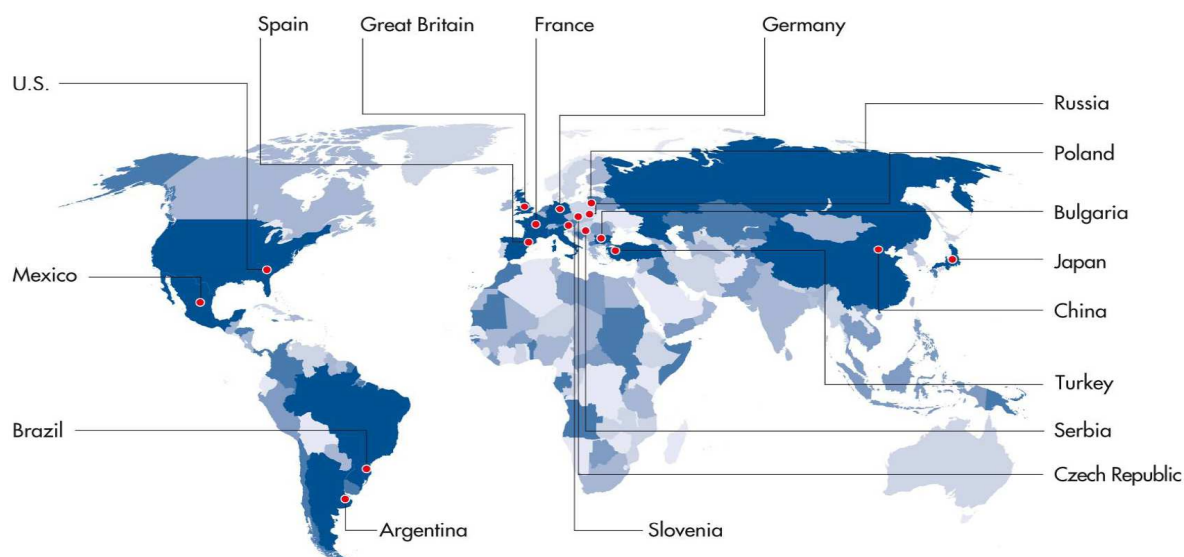 Spain
Great Britain
France
Germany
U.S.
Russia
Poland
Bulgaria
Mexico
Japan
China
Turkey
Brazil
Serbia
Czech Republic
Argentina
Slovenia